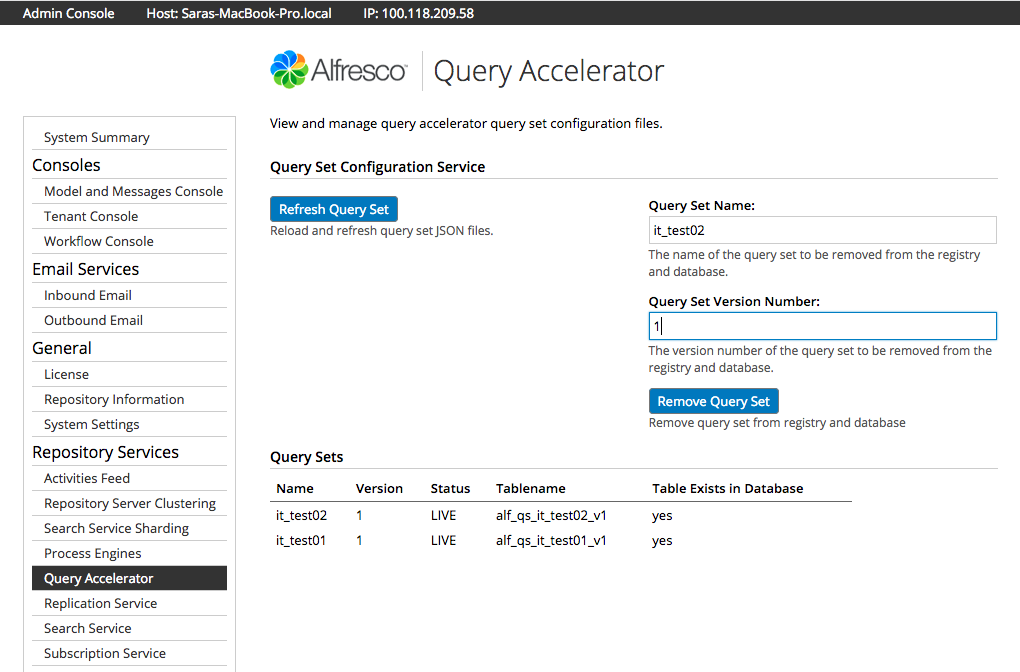 Admin Console Host: Saras-MacBook-Pro.local IP: 100.118.209.58
Alfresco Query Accelerator
View and manage query accelerator query set configuration files.
System Summary
Consoles
Model and Messages Console
Tenant Console
Workflow Console
Email Services
Inbound Email
Outbound Email
General
License
Repository Information
System Settings
Repository Services
Activities Feed
Repository Server Clustering
Search Service Sharding
Process Engines
Query Accelerator
Replication Service
Search Service
Subscription Service
Query Set Configuration Service
Refresh Query Set
Reload and refresh query set JSON files.
Query Set Name:
it_test02
The name of the query set to be removed from the registry
and database.
Query Set Version Number:
1
The version number of the query set to be removed from the
registry and database.
Remove Query Set
Remove query set from registry and database
Query Sets
Name Version Status Tablename Table Exists in Database
it_test02 1 LIVE alf_qs_it_test02_v1 yes
it_test01 1 LIVE alf_qs_it_test01_v1 yes